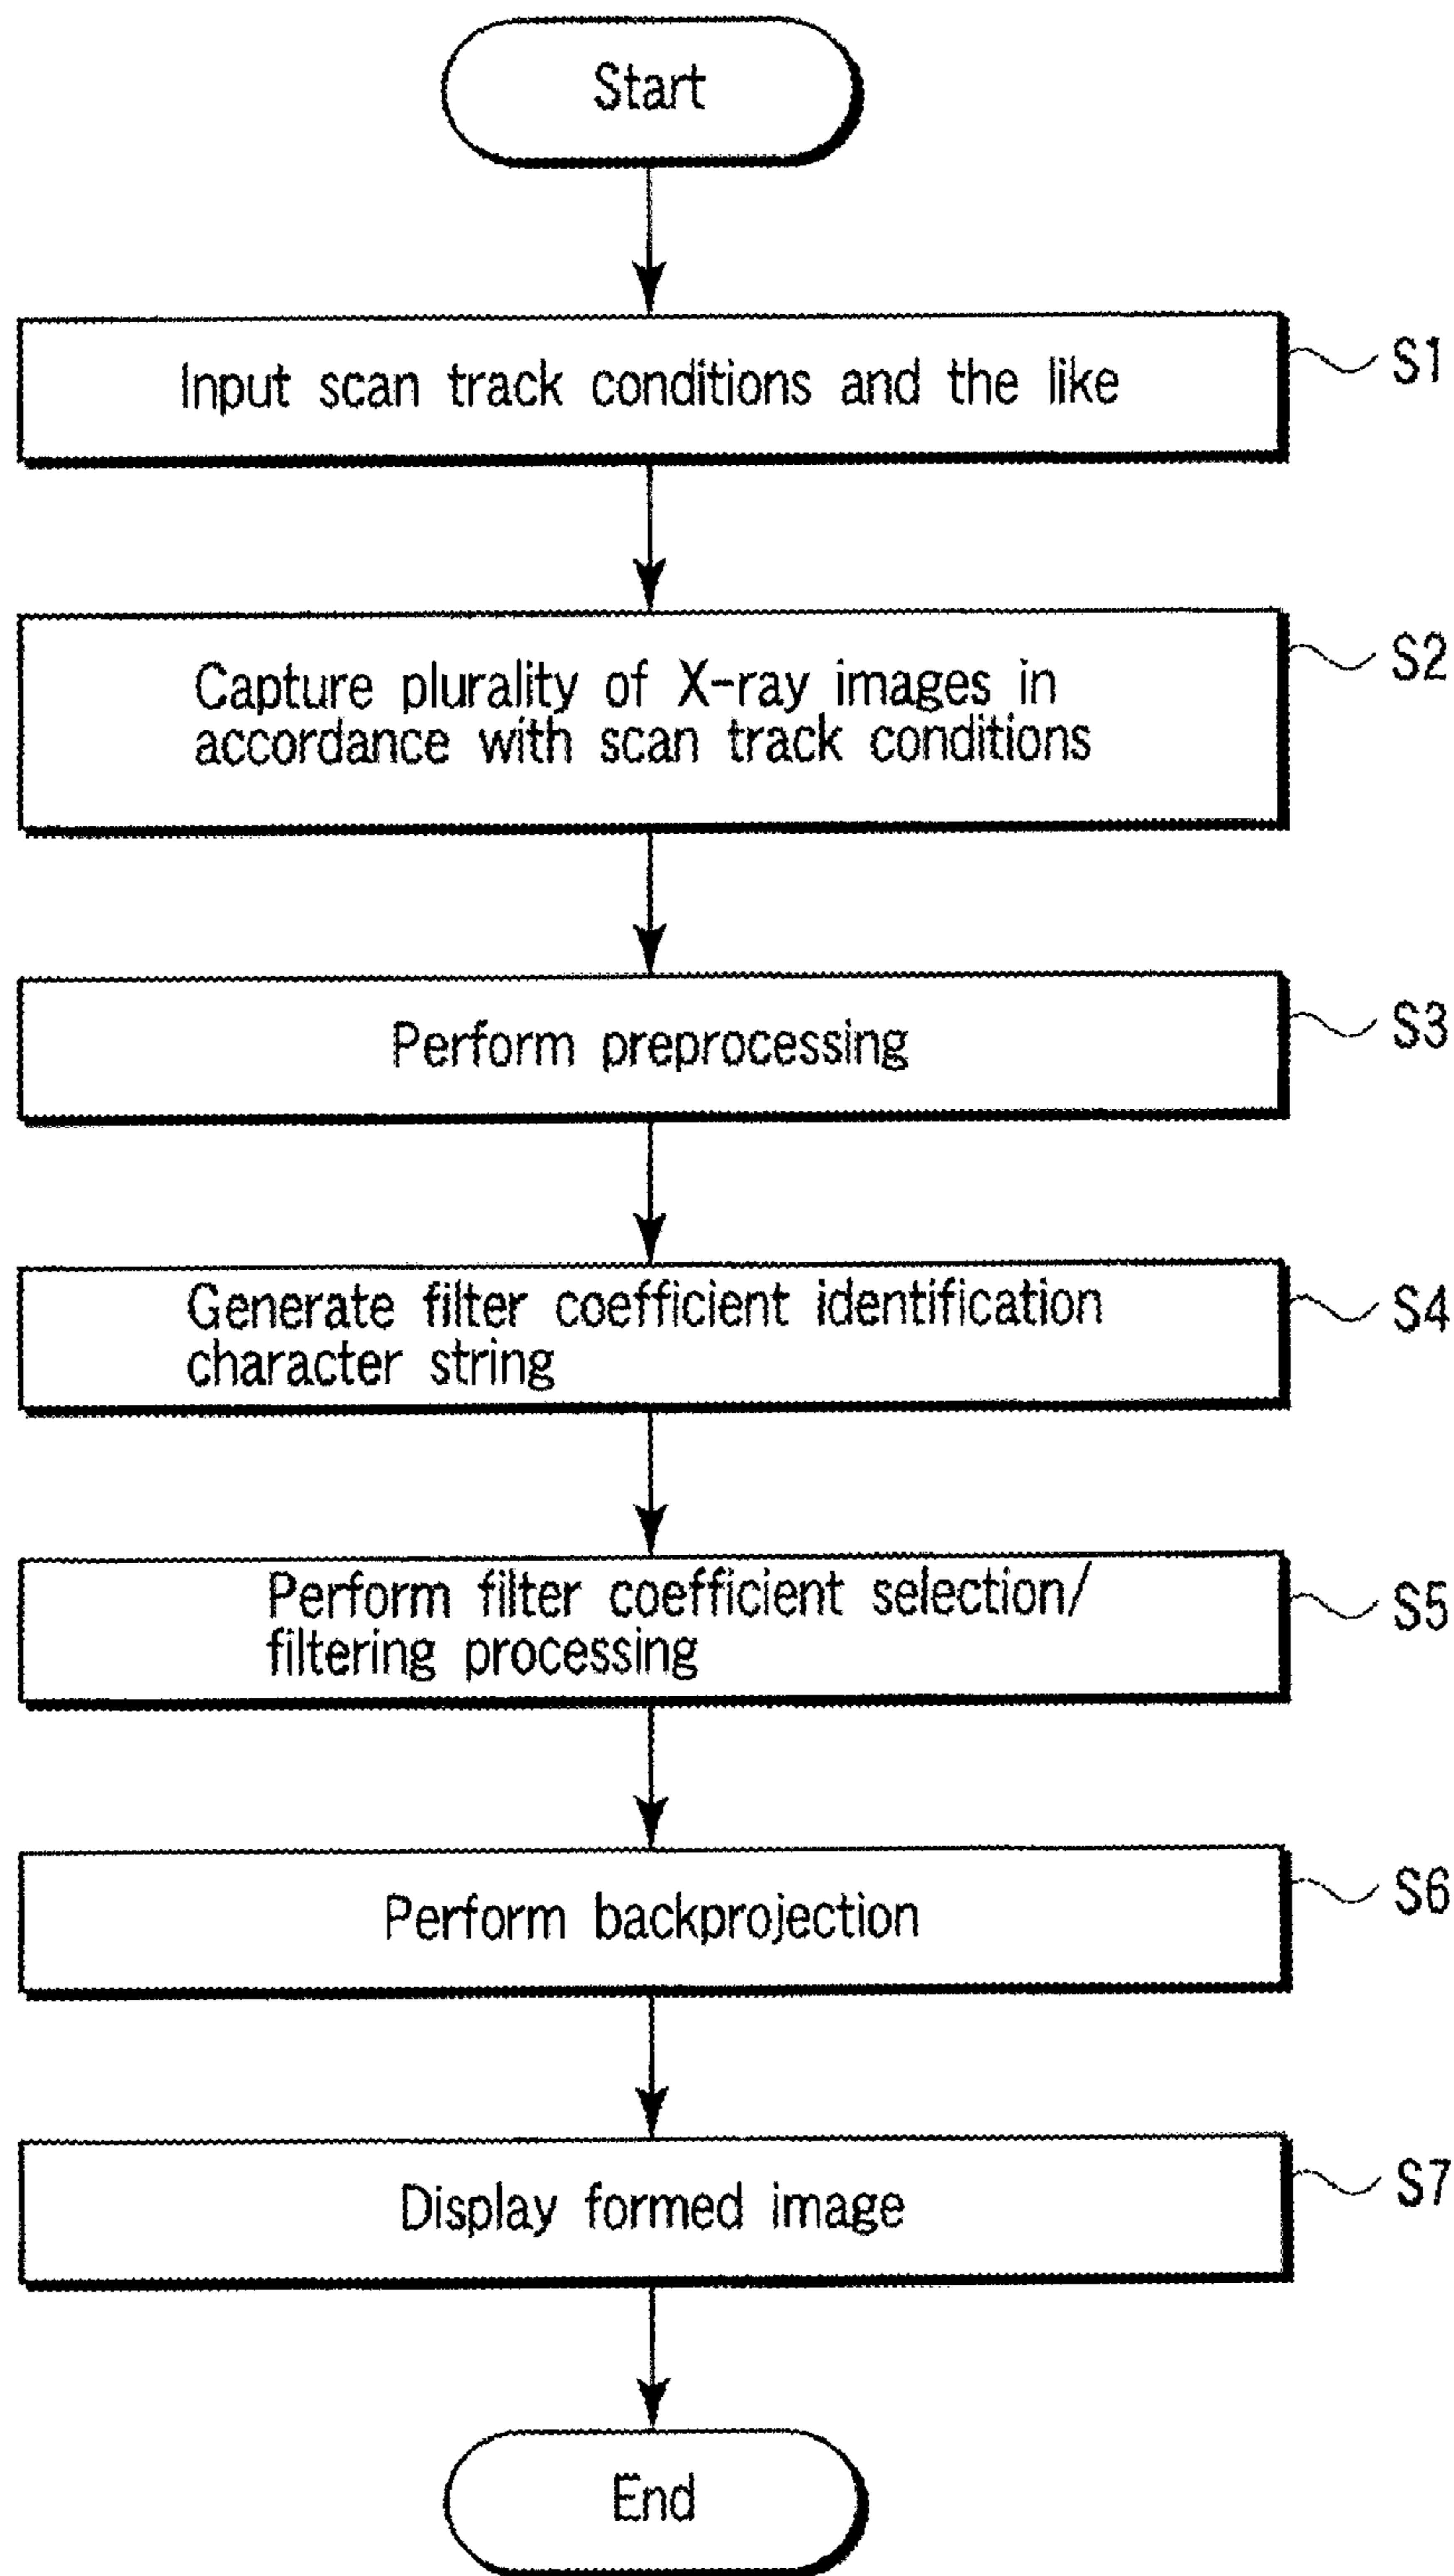 Start
Input scan track conditions and the like
S1
Capture plurality of X-ray images in
accordance with scan track conditions
S2
Perform preprocessing
S3
Generate filter coefficient identification
character string
S4
Perform filter coefficient selection/
filtering processing
S5
Perform backprojection
S6
Display formed image
S7
End